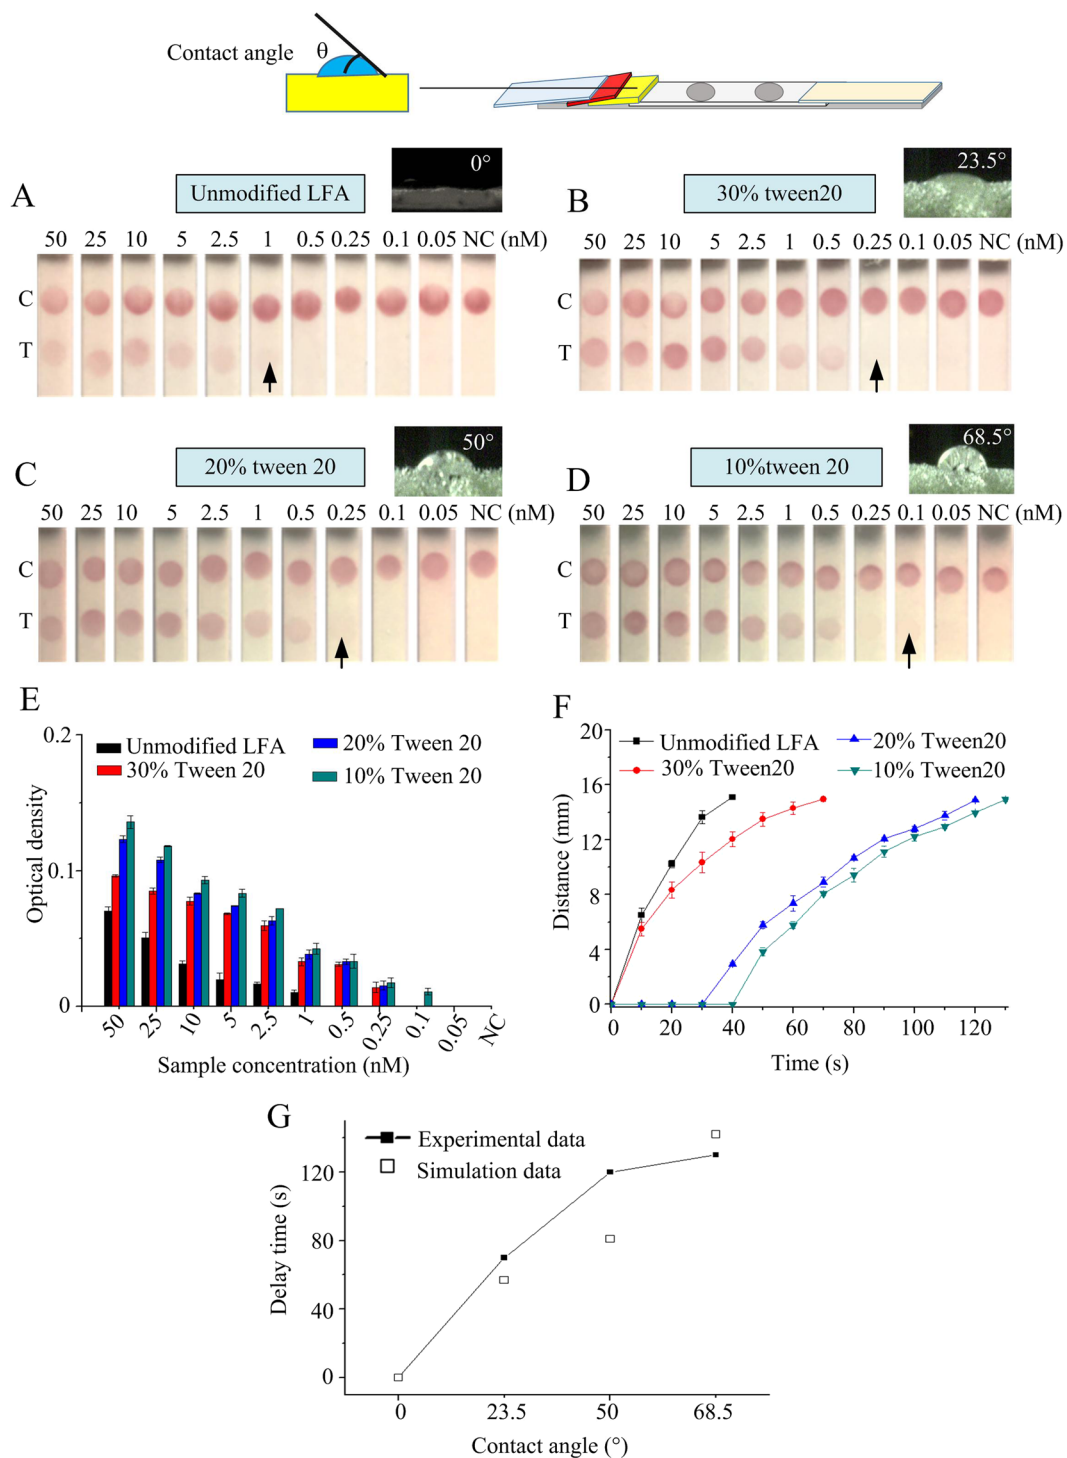 Contact angle θ
A
Unmodified LFA
0°
50 25 10 5 2.5 1 0.5 0.25 0.1 0.05 NC (nM)
C
T
B
30% tween20
23.5°
50 25 10 5 2.5 1 0.5 0.25 0.1 0.05 NC (nM)
C
T
C
20% tween 20
50°
50 25 10 5 2.5 1 0.5 0.25 0.1 0.05 NC (nM)
C
T
D
10%tween 20
68.5°
50 25 10 5 2.5 1 0.5 0.25 0.1 0.05 NC (nM)
C
T
E
0.2
0.1
0
Optical density
Unmodified LFA
30% Tween 20
20% Tween 20
10% Tween 20
50 25 10 5 2.5 1 0.5 0.25 0.1 0.05 NC
Sample concentration (nM)
F
20
16
12
8
4
0
Distance (mm)
Unmodified LFA
30% Tween20
20% Tween20
10% Tween20
0 20 40 60 80 100 120
Time (s)
G
Experimental data
Simulation data
120
80
40
0
Delay time (s)
0 23.5 50 68.5
Contact angle (°)